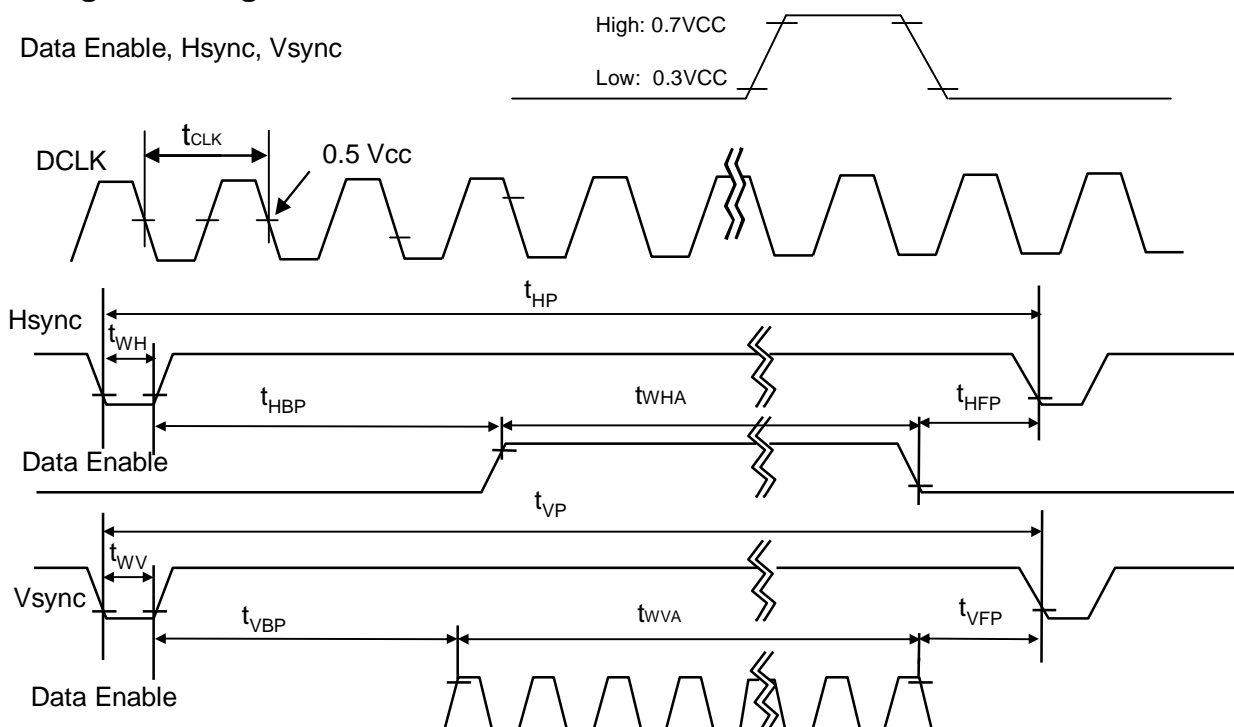 High: 0.7VCC
Data Enable, Hsync, Vsync
Low: 0.3VCC
tCLK
DCLK
0.5 Vcc
tHP
Hsync
tWH
tHBP
tWHA
tHFP
Data Enable
tVP
tWV
Vsync
tVBP
tWVA
tVFP
Data Enable